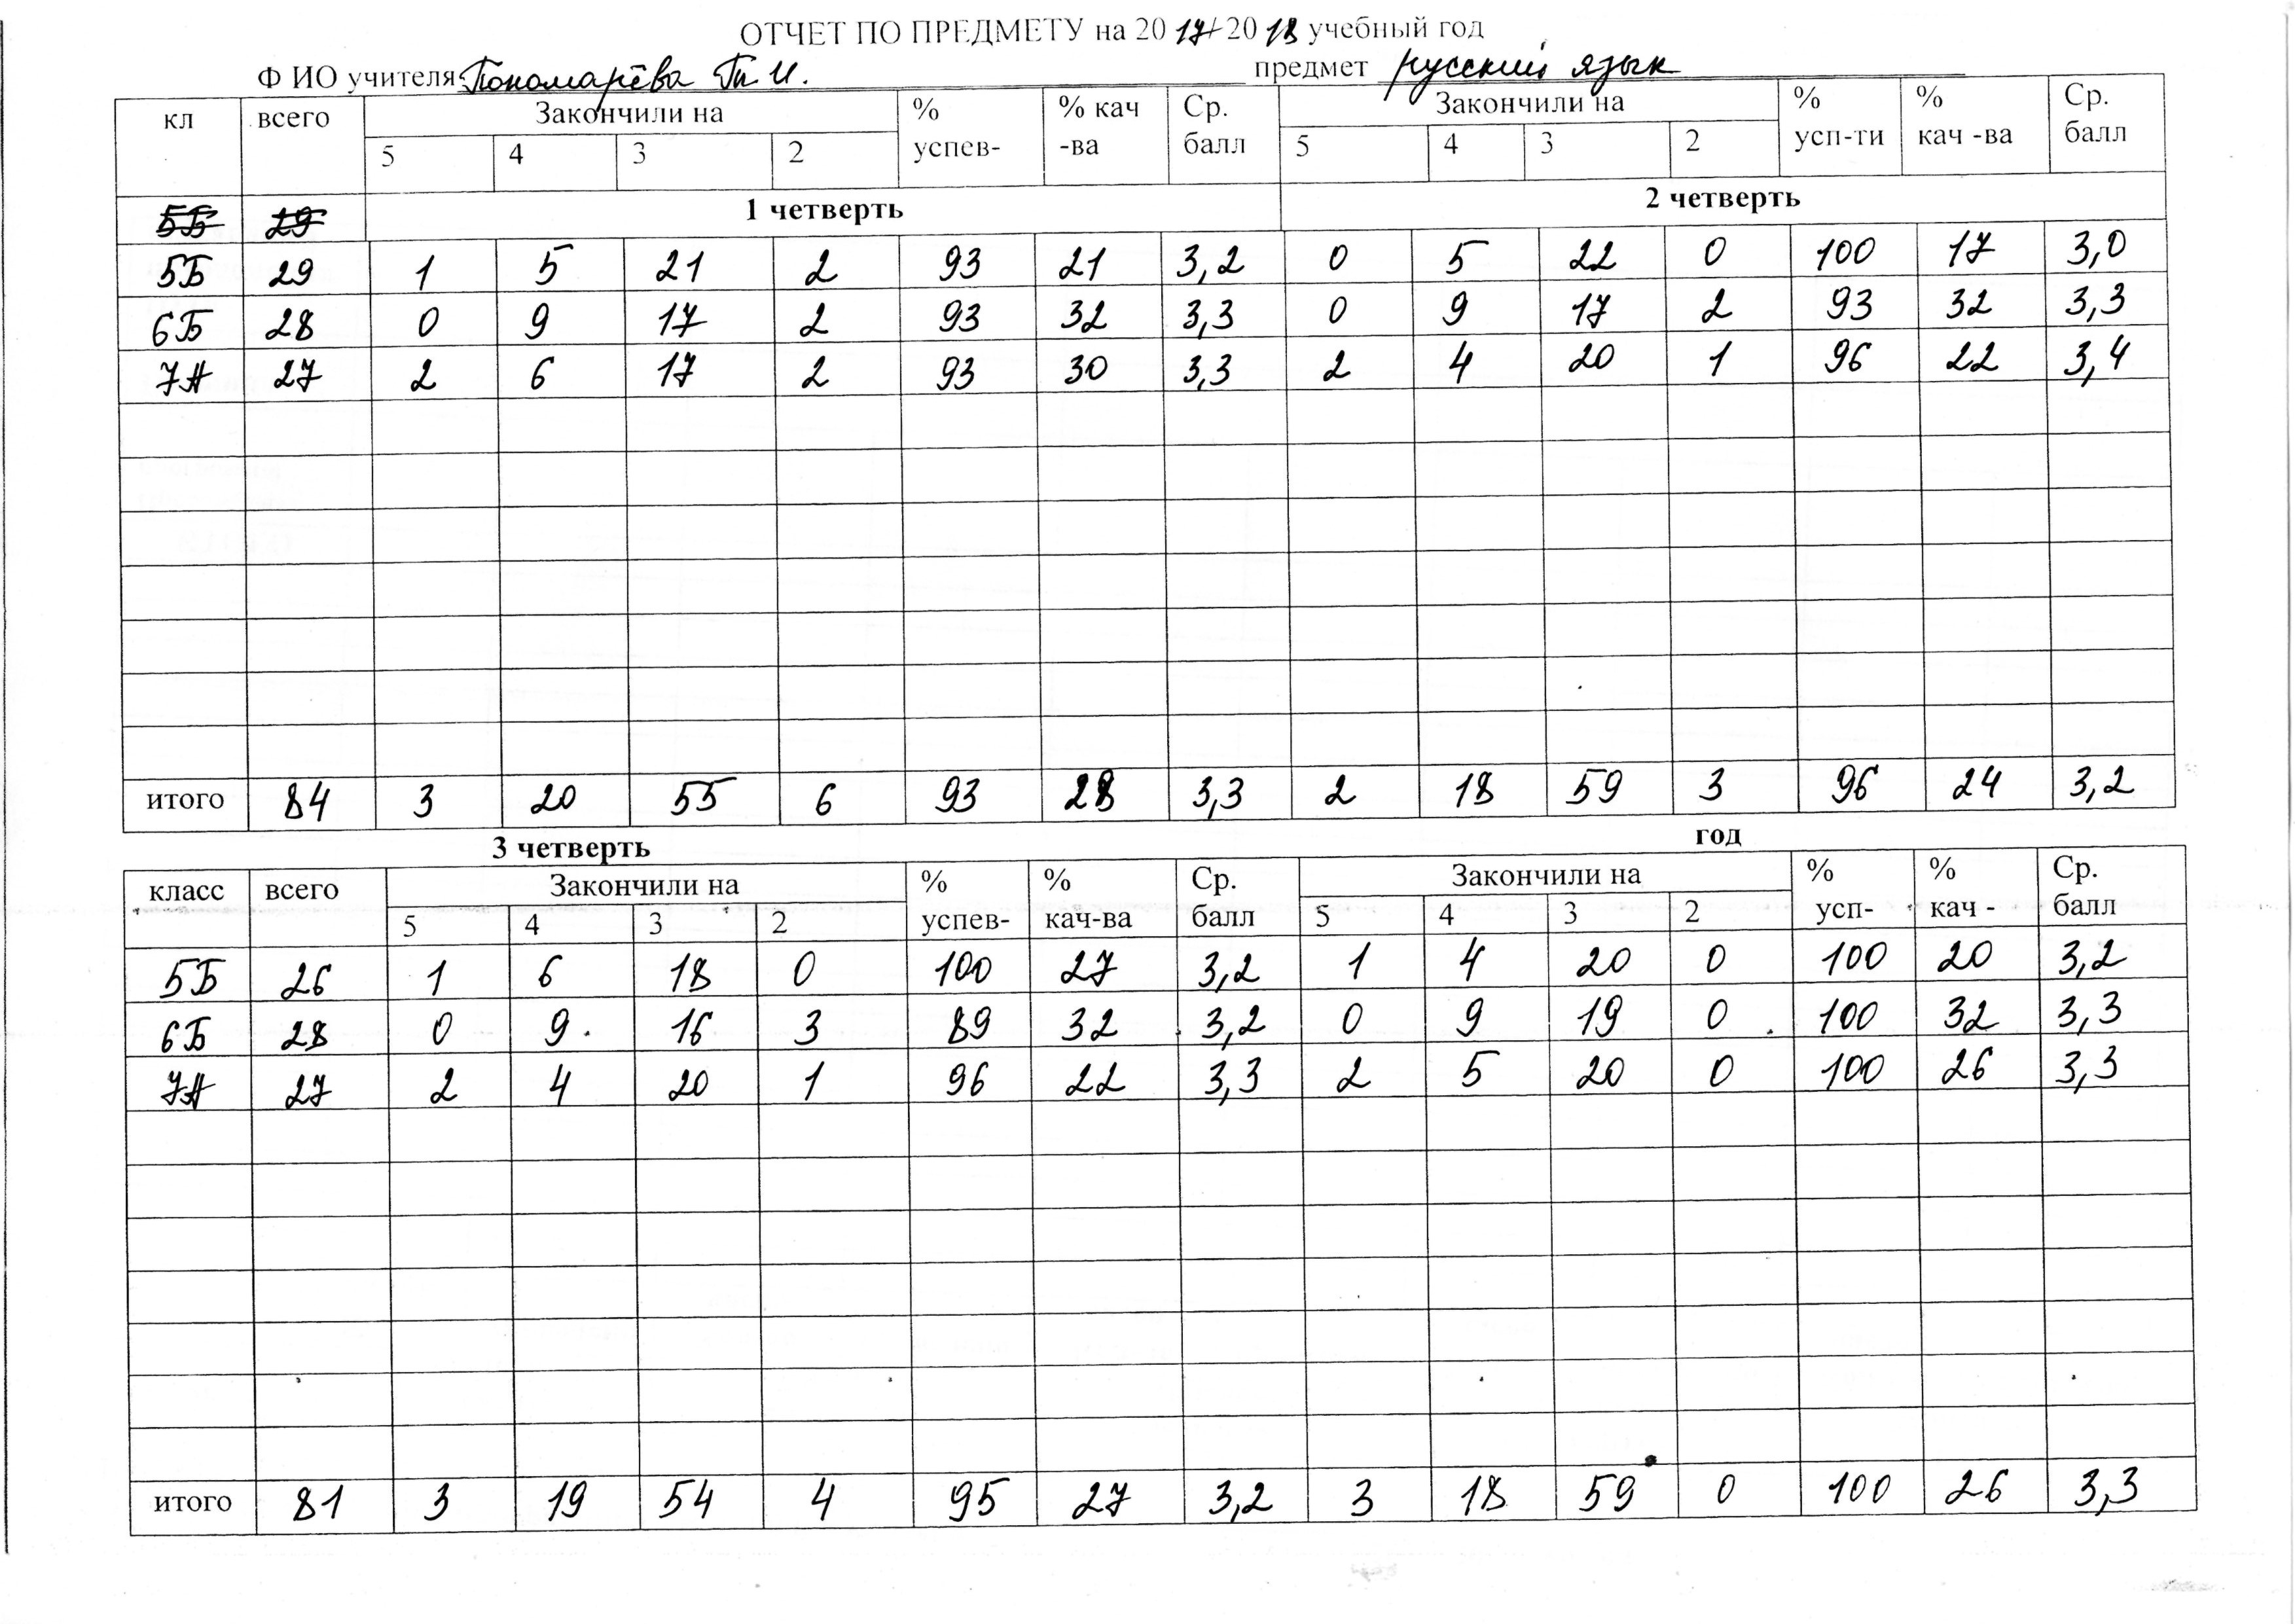 ОТЧЕТ ПО ПРЕДМЕТУ на 2017/2018 учебный год
Ф ИО учителя Пономарёва Т. И. предмет русский язык
кл всего Закончили на % % кач Ср. Закончили на % % Ср.
5 4 3 2 успев- -ва балл 5 4 3 2 усп-ти кач -ва балл
5Б 29 1 четверть 2 четверть
5Б 29 1 5 21 2 93 21 3,2 0 5 22 0 100 17 3,0
6Б 28 0 9 17 2 93 32 3,3 0 9 17 2 93 32 3,3
7А 27 2 6 17 2 93 30 3,3 2 4 20 1 96 22 3,4
итого 84 3 20 55 6 93 28 3,3 2 18 59 3 96 24 3,2
3 четверть год
класс всего Закончили на % % Ср. Закончили на % % Ср.
5 4 3 2 успев- кач-ва балл 5 4 3 2 усп- кач - балл
5Б 26 1 6 18 0 100 27 3,2 1 4 20 0 100 20 3,2
6Б 28 0 9 16 3 89 32 3,2 0 9 19 0 100 32 3,3
7А 27 2 4 20 1 96 22 3,3 2 5 20 0 100 26 3,3
итого 81 3 19 54 4 95 27 3,2 3 18 59 0 100 26 3,3